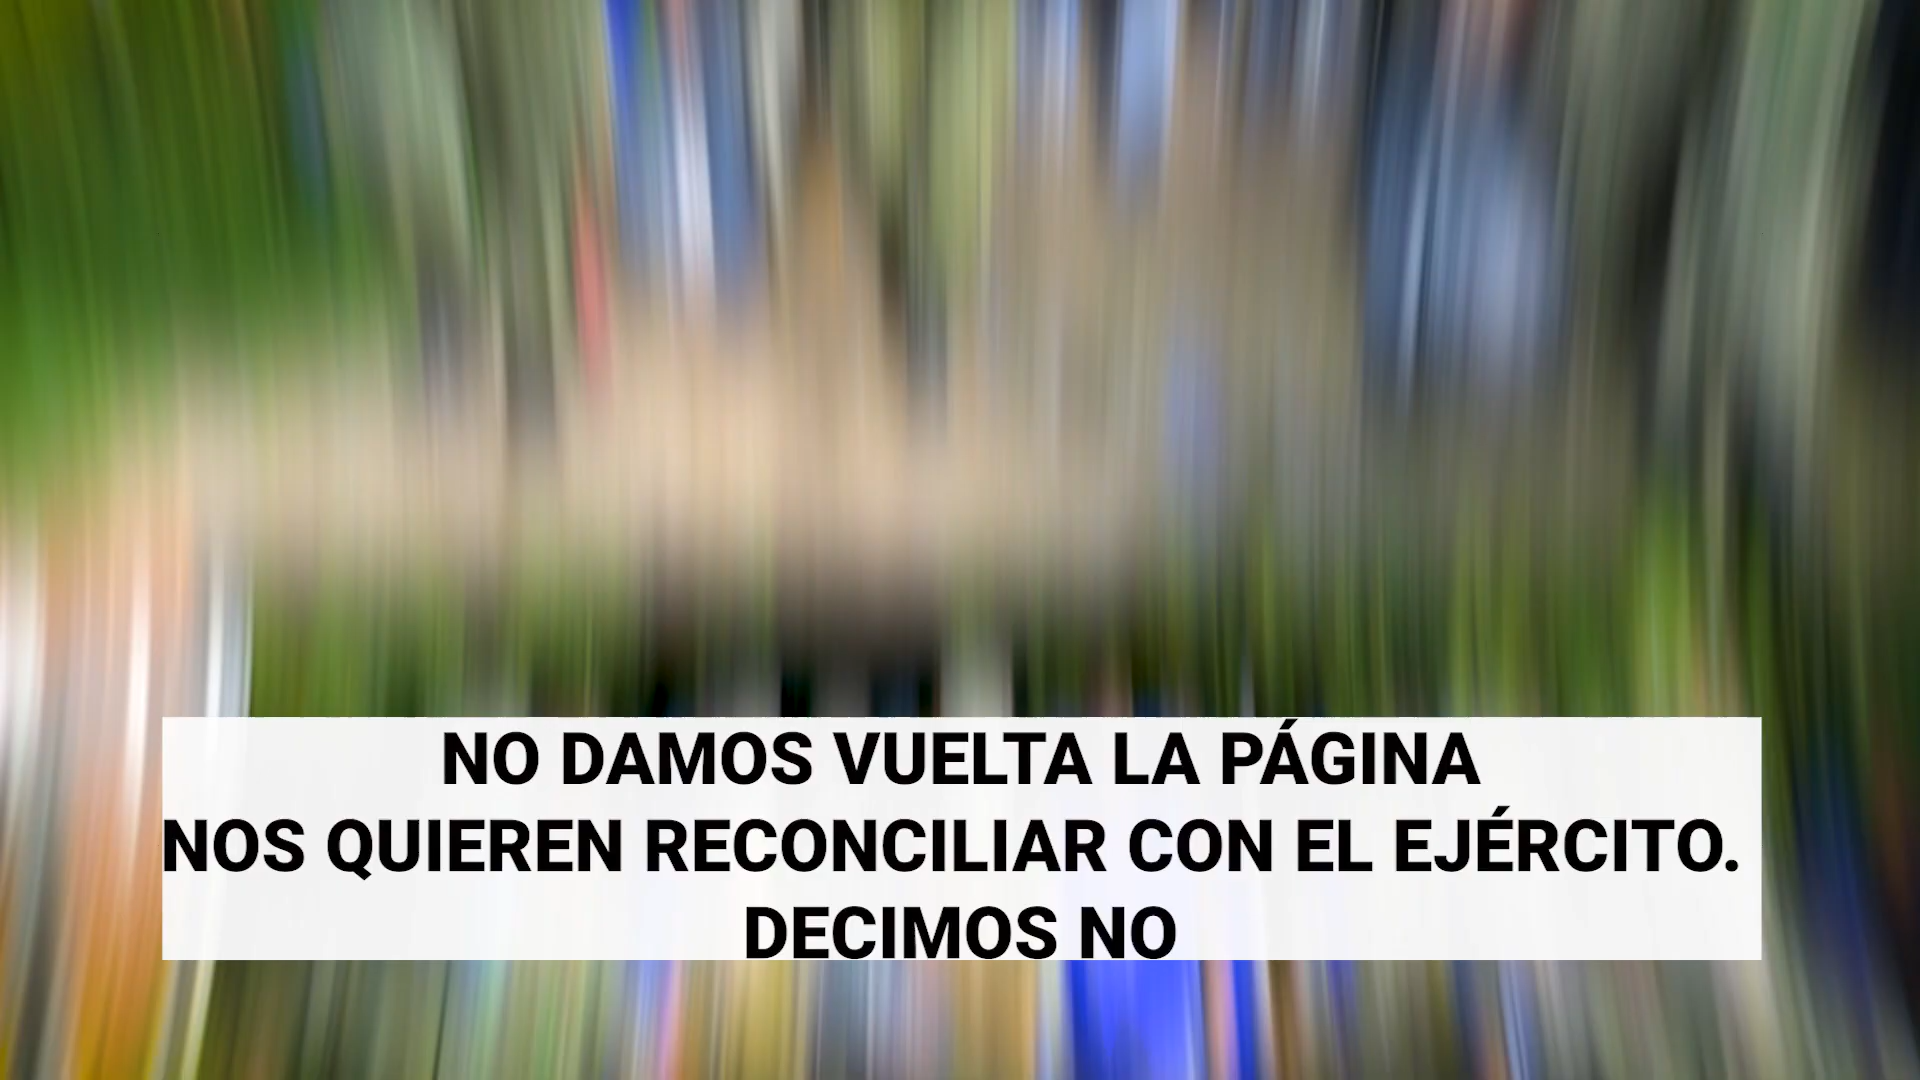 NO DAMOS VUELTA LA PÁGINA
NOS QUIEREN RECONCILIAR CON EL EJÉRCITO.
DECIMOS NO